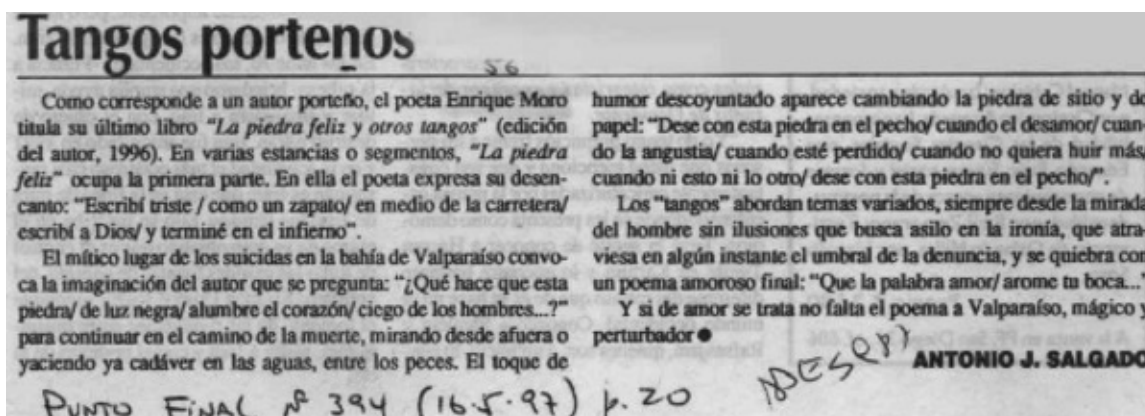 Tangos porteños
56
Como corresponde a un autor porteño, el poeta Enrique Moro
titula su último libro "La piedra feliz y otros tangos" (edición
del autor, 1996). En varias estancias o segmentos, "La piedra
feliz" ocupa la primera parte. En ella el poeta expresa su desen-
canto: "Escribí triste / como un zapato/ en medio de la carretera/
escribí a Dios/ y terminé en el infierno".
El mítico lugar de los suicidas en la bahía de Valparaíso convo-
ca la imaginación del autor que se pregunta: "¿Qué hace que esta
piedra/ de luz negra/ alumbre el corazón/ ciego de los hombres...?"
para continuar en el camino de la muerte, mirando desde afuera o
yaciendo ya cadáver en las aguas, entre los peces. El toque de
humor descoyuntado aparece cambiando la piedra de sitio y de
papel: "Dese con esta piedra en el pecho/ cuando el desamor/ cuan-
do la angustia/ cuando esté perdido/ cuando no quiera huir más/
cuando ni esto ni lo otro/ dese con esta piedra en el pecho/".
Los "tangos" abordan temas variados, siempre desde la mirada
del hombre sin ilusiones que busca asilo en la ironía, que atra-
viesa en algún instante el umbral de la denuncia, y se quiebra con
un poema amoroso final: "Que la palabra amor/ arome tu boca..."
Y si de amor se trata no falta el poema a Valparaíso, mágico y
perturbador ●
ANTONIO J. SALGADO
PUNTO FINAL Nº 394 (16-5-97) p. 20